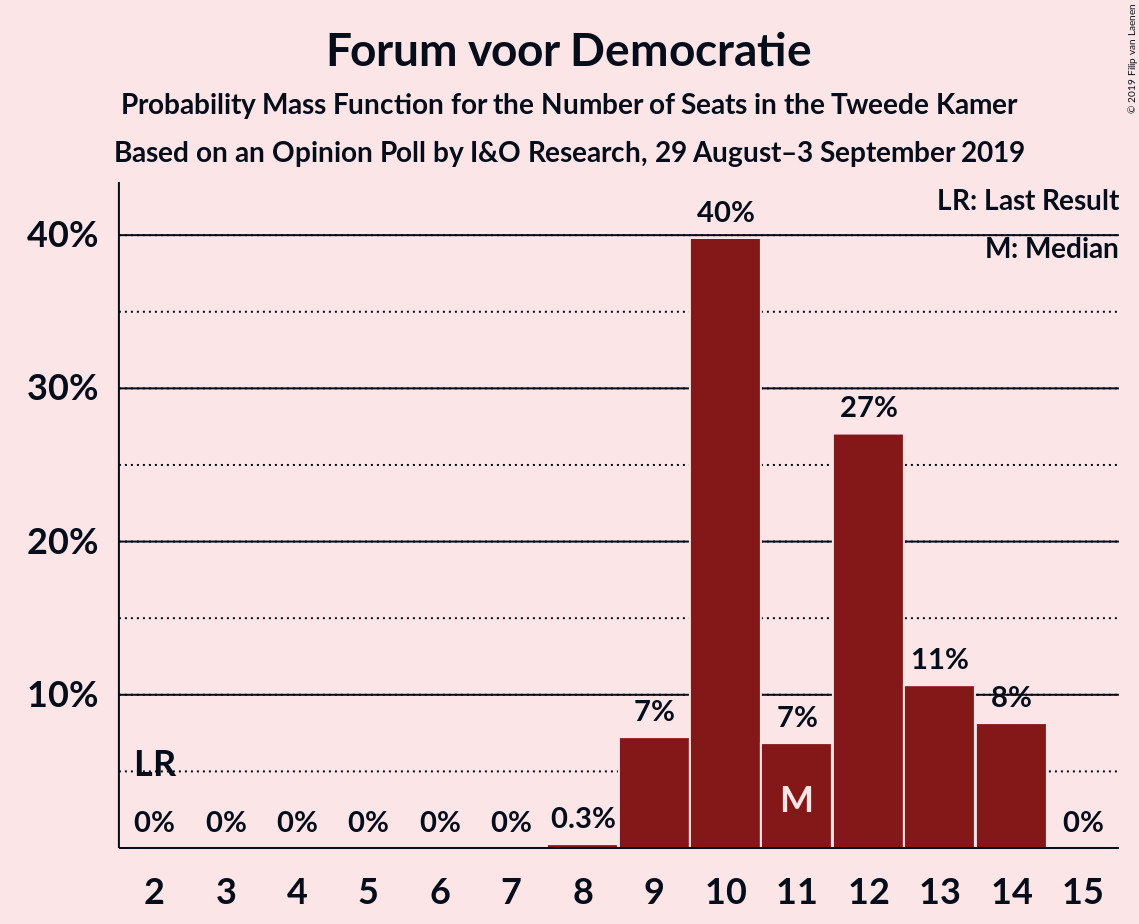 Forum voor Democratie
Probability Mass Function for the Number of Seats in the Tweede Kamer
Based on an Opinion Poll by I&O Research, 29 August–3 September 2019
© 2019 Filip van Laenen
LR: Last Result
M: Median
40%
30%
20%
10%
LR
0%
0%
0%
0%
0%
0%
0.3%
7%
40%
7%
M
27%
11%
8%
0%
2 3 4 5 6 7 8 9 10 11 12 13 14 15